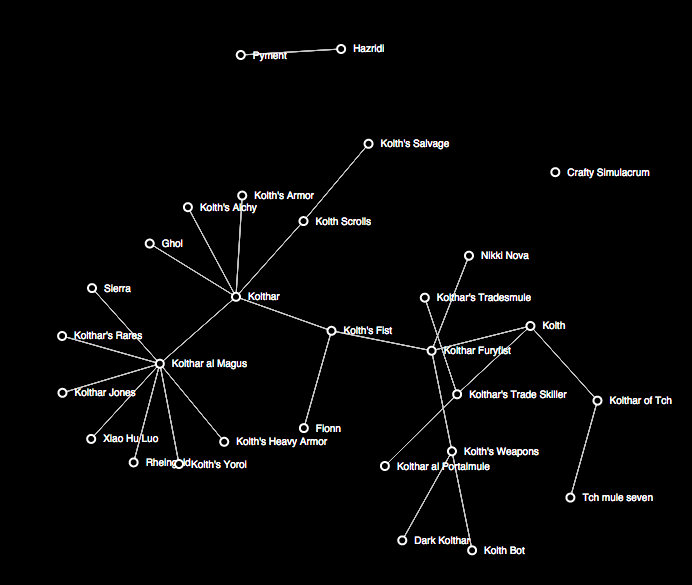 Hazridi
Pyment
Kolth's Salvage
Crafty Simulacrum
Kolth's Armor
Kolth's Alchy
Kolth Scrolls
Ghol
Nikki Nova
Sierra
Kolthar
Kolthar's Tradesmule
Kolth
Kolth's Fist
Kolthar's Rares
Kolthar Furyfist
Kolthar al Magus
Kolthar Jones
Kolthar's Trade Skiller
Kolthar of Tch
Fionn
Xiao Hu Luo
Kolth's Heavy Armor
Kolth's Weapons
Rheingold
Kolth's Yoroi
Kolthar al Portalmule
Tch mule seven
Dark Kolthar
Kolth Bot